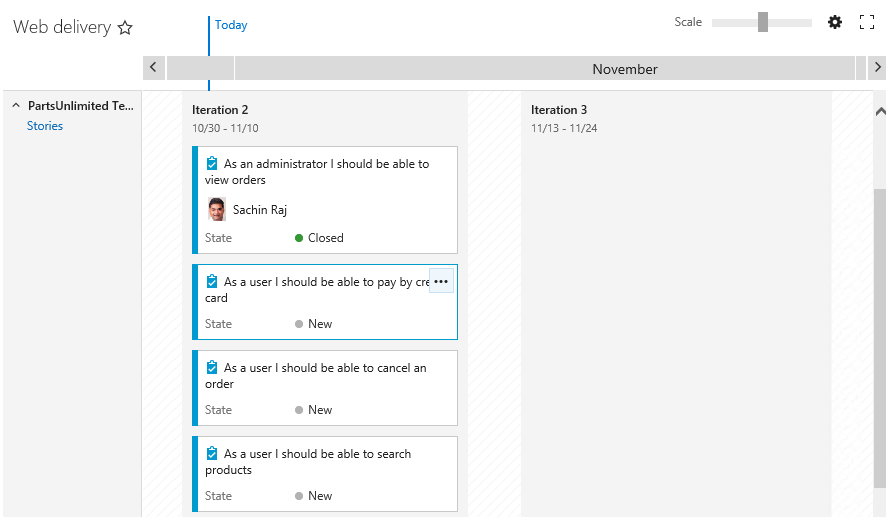 Web delivery
Today
Scale
November
PartsUnlimited Te...
Stories
Iteration 2
10/30 - 11/10
As an administrator I should be able to
view orders
Sachin Raj
State Closed
As a user I should be able to pay by cre
card
State New
As a user I should be able to cancel an
order
State New
As a user I should be able to search
products
State New
Iteration 3
11/13 - 11/24